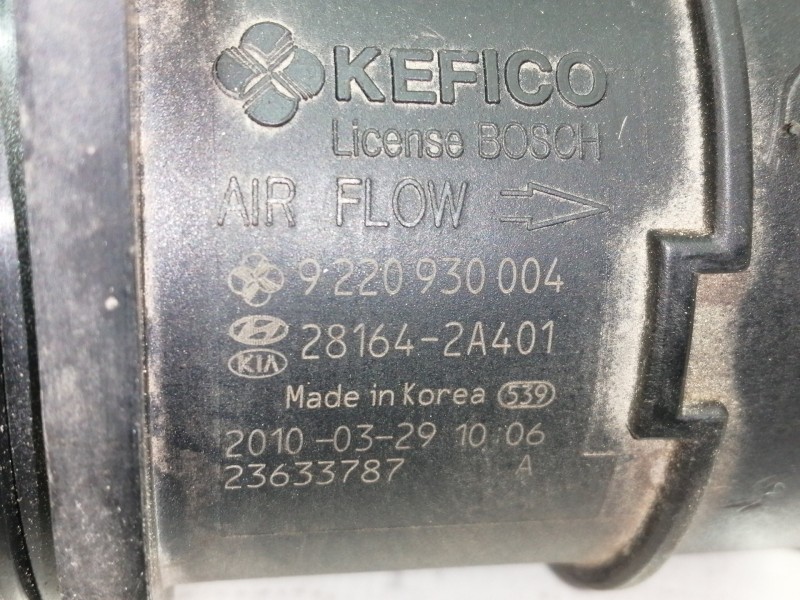 KEFICO
License BOSCH
AIR FLOW
9 220 930 004
28164-2A401
KIA
Made in Korea 539
2010-03-29 10:06
23633787 A